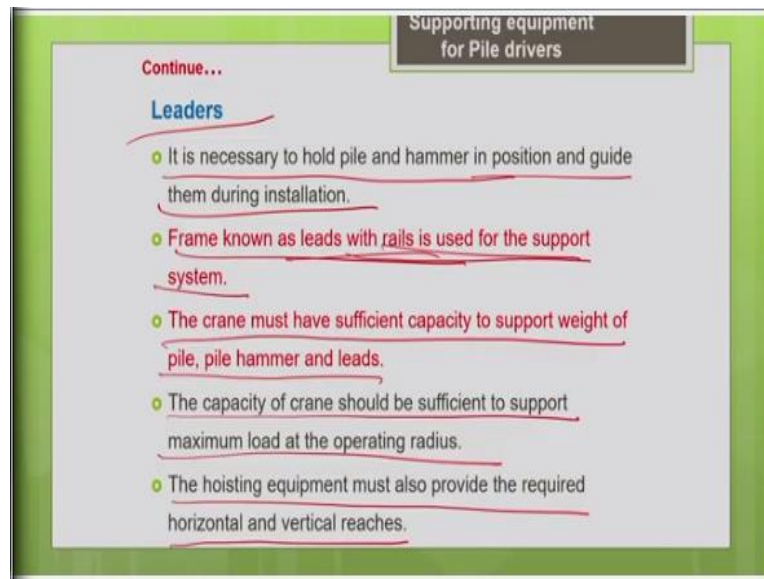 Supporting equipment
for Pile drivers
Continue...
Leaders
o It is necessary to hold pile and hammer in position and guide
them during installation.
o Frame known as leads with rails is used for the support
system.
o The crane must have sufficient capacity to support weight of
pile, pile hammer and leads.
o The capacity of crane should be sufficient to support
maximum load at the operating radius.
o The hoisting equipment must also provide the required
horizontal and vertical reaches.